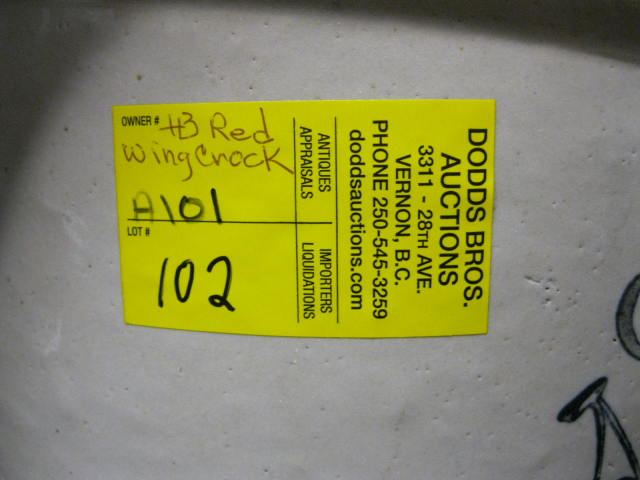 OWNER # #3 Red
Wing Crock
A101
LOT #
102
ANTIQUES
APPRAISALS
IMPORTERS
LIQUIDATIONS
DODDS BROS.
AUCTIONS
3311 - 28TH AVE.
VERNON, B.C.
PHONE 250-545-3259
doddsauctions.com